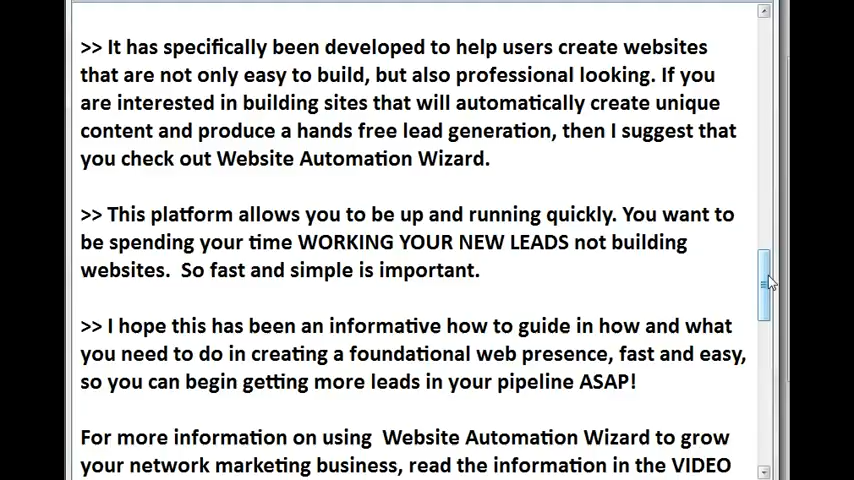 >> It has specifically been developed to help users create websites
that are not only easy to build, but also professional looking. If you
are interested in building sites that will automatically create unique
content and produce a hands free lead generation, then I suggest that
you check out Website Automation Wizard.
>> This platform allows you to be up and running quickly. You want to
be spending your time WORKING YOUR NEW LEADS not building
websites.  So fast and simple is important.
>> I hope this has been an informative how to guide in how and what
you need to do in creating a foundational web presence, fast and easy,
so you can begin getting more leads in your pipeline ASAP!
For more information on using  Website Automation Wizard to grow
your network marketing business, read the information in the VIDEO